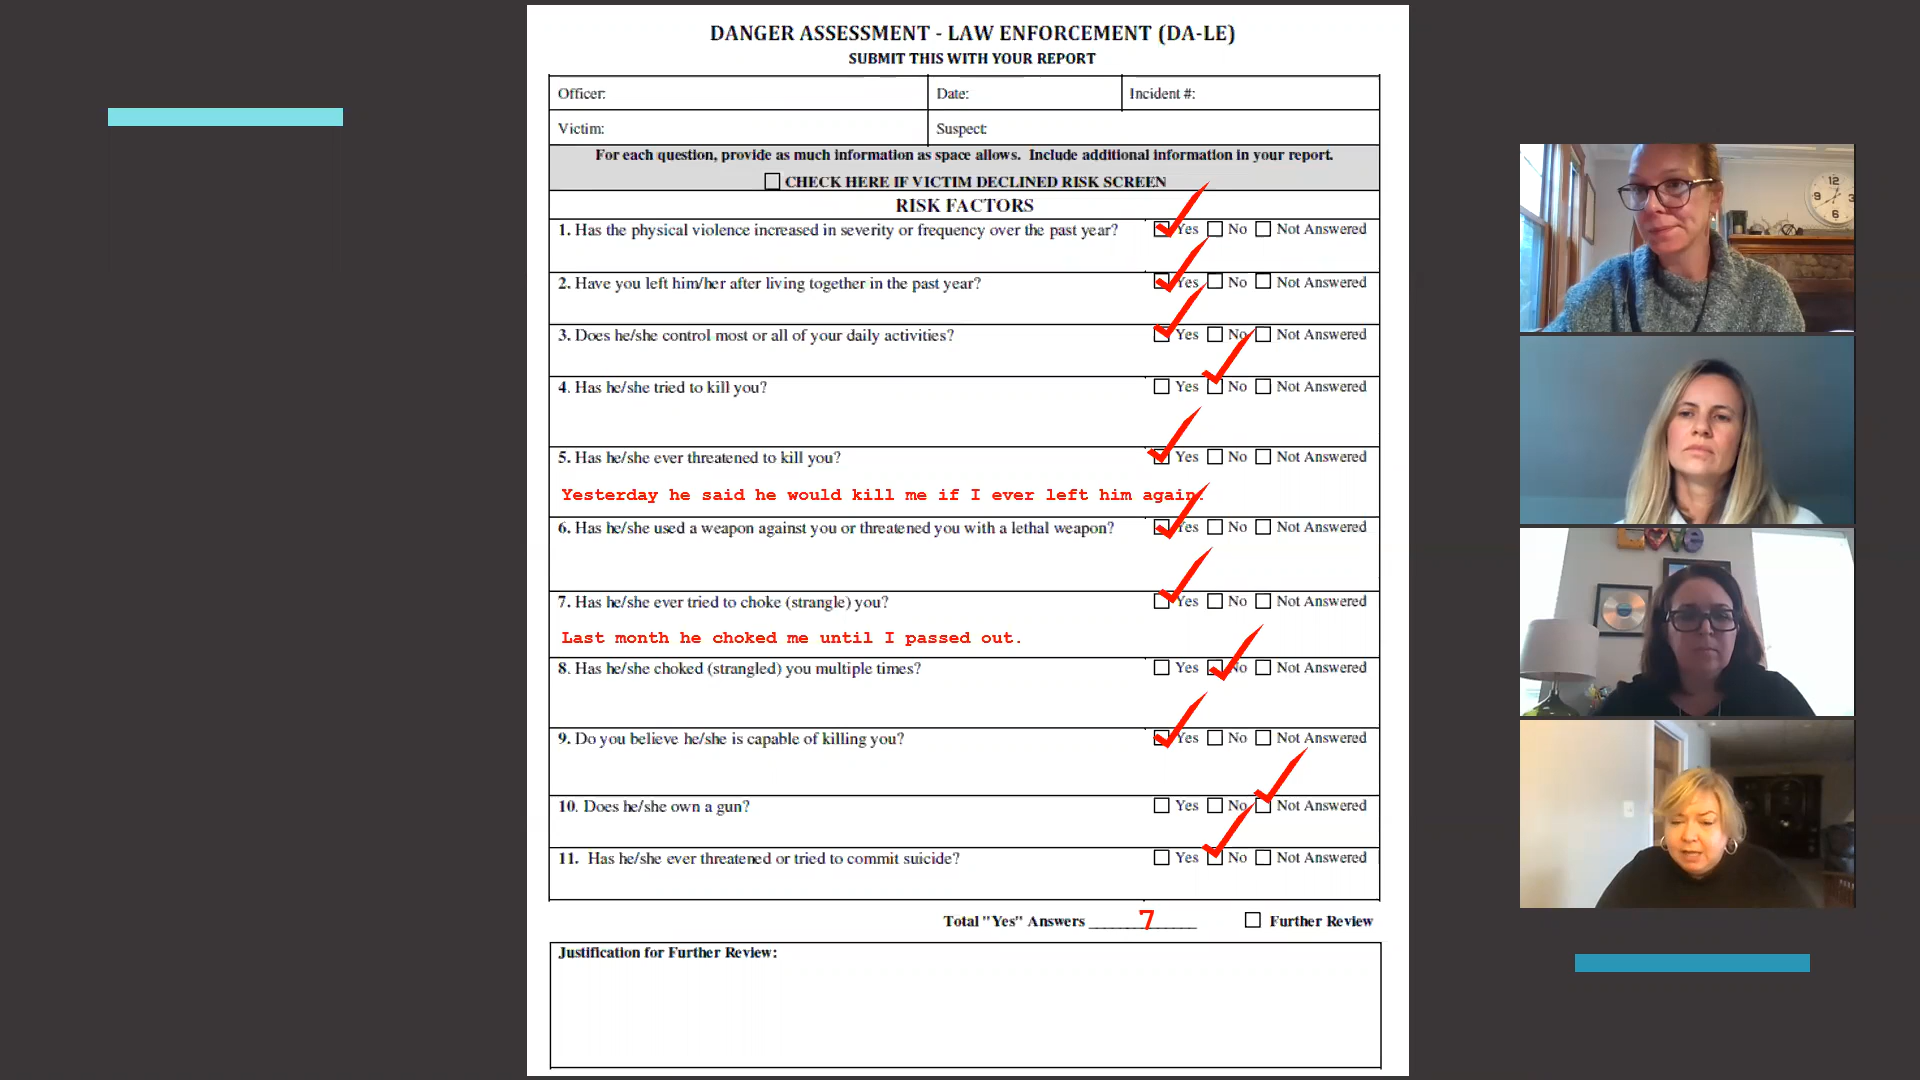 DANGER ASSESSMENT - LAW ENFORCEMENT (DA-LE)
SUBMIT THIS WITH YOUR REPORT
Officer: Date: Incident #:
Victim: Suspect:
For each question, provide as much information as space allows. Include additional information in your report.
CHECK HERE IF VICTIM DECLINED RISK SCREEN
RISK FACTORS
1. Has the physical violence increased in severity or frequency over the past year? Yes No Not Answered
2. Have you left him/her after living together in the past year? Yes No Not Answered
3. Does he/she control most or all of your daily activities? Yes No Not Answered
4. Has he/she tried to kill you? Yes No Not Answered
5. Has he/she ever threatened to kill you? Yes No Not Answered
Yesterday he said he would kill me if I ever left him again.
6. Has he/she used a weapon against you or threatened you with a lethal weapon? Yes No Not Answered
7. Has he/she ever tried to choke (strangle) you? Yes No Not Answered
Last month he choked me until I passed out.
8. Has he/she choked (strangled) you multiple times? Yes No Not Answered
9. Do you believe he/she is capable of killing you? Yes No Not Answered
10. Does he/she own a gun? Yes No Not Answered
11. Has he/she ever threatened or tried to commit suicide? Yes No Not Answered
Total "Yes" Answers 7 Further Review
Justification for Further Review:
12
9
3
6
LOVE